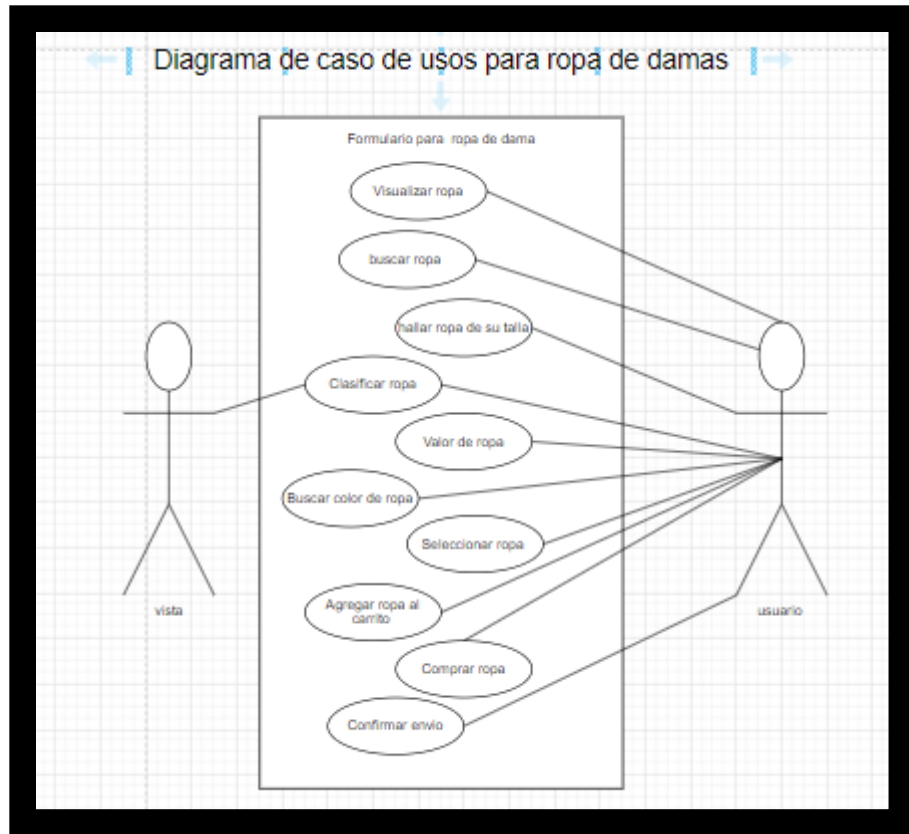 Diagrama de caso de usos para ropa de damas
Formulario para ropa de dama
Visualizar ropa
buscar ropa
hallar ropa de su talla
Clasificar ropa
Valor de ropa
Buscar color de ropa
Seleccionar ropa
Agregar ropa al
carrito
vista
usuario
Comprar ropa
Confirmar envio